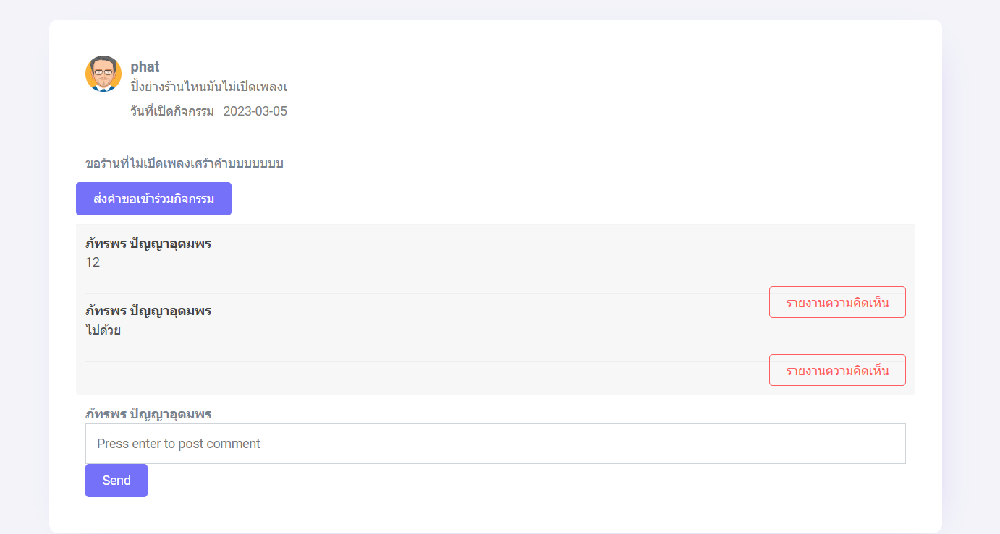 phat
ปิ้งย่างร้านไหนมันไม่เปิดเพลงเ
วันที่เปิดกิจกรรม 2023-03-05
ขอร้านที่ไม่เปิดเพลงเศร้าค้าบบบบบบ
ส่งคำขอเข้าร่วมกิจกรรม
ภัทรพร ปัญญาอุดมพร
12
รายงานความคิดเห็น
ภัทรพร ปัญญาอุดมพร
ไปด้วย
รายงานความคิดเห็น
ภัทรพร ปัญญาอุดมพร
Press enter to post comment
Send